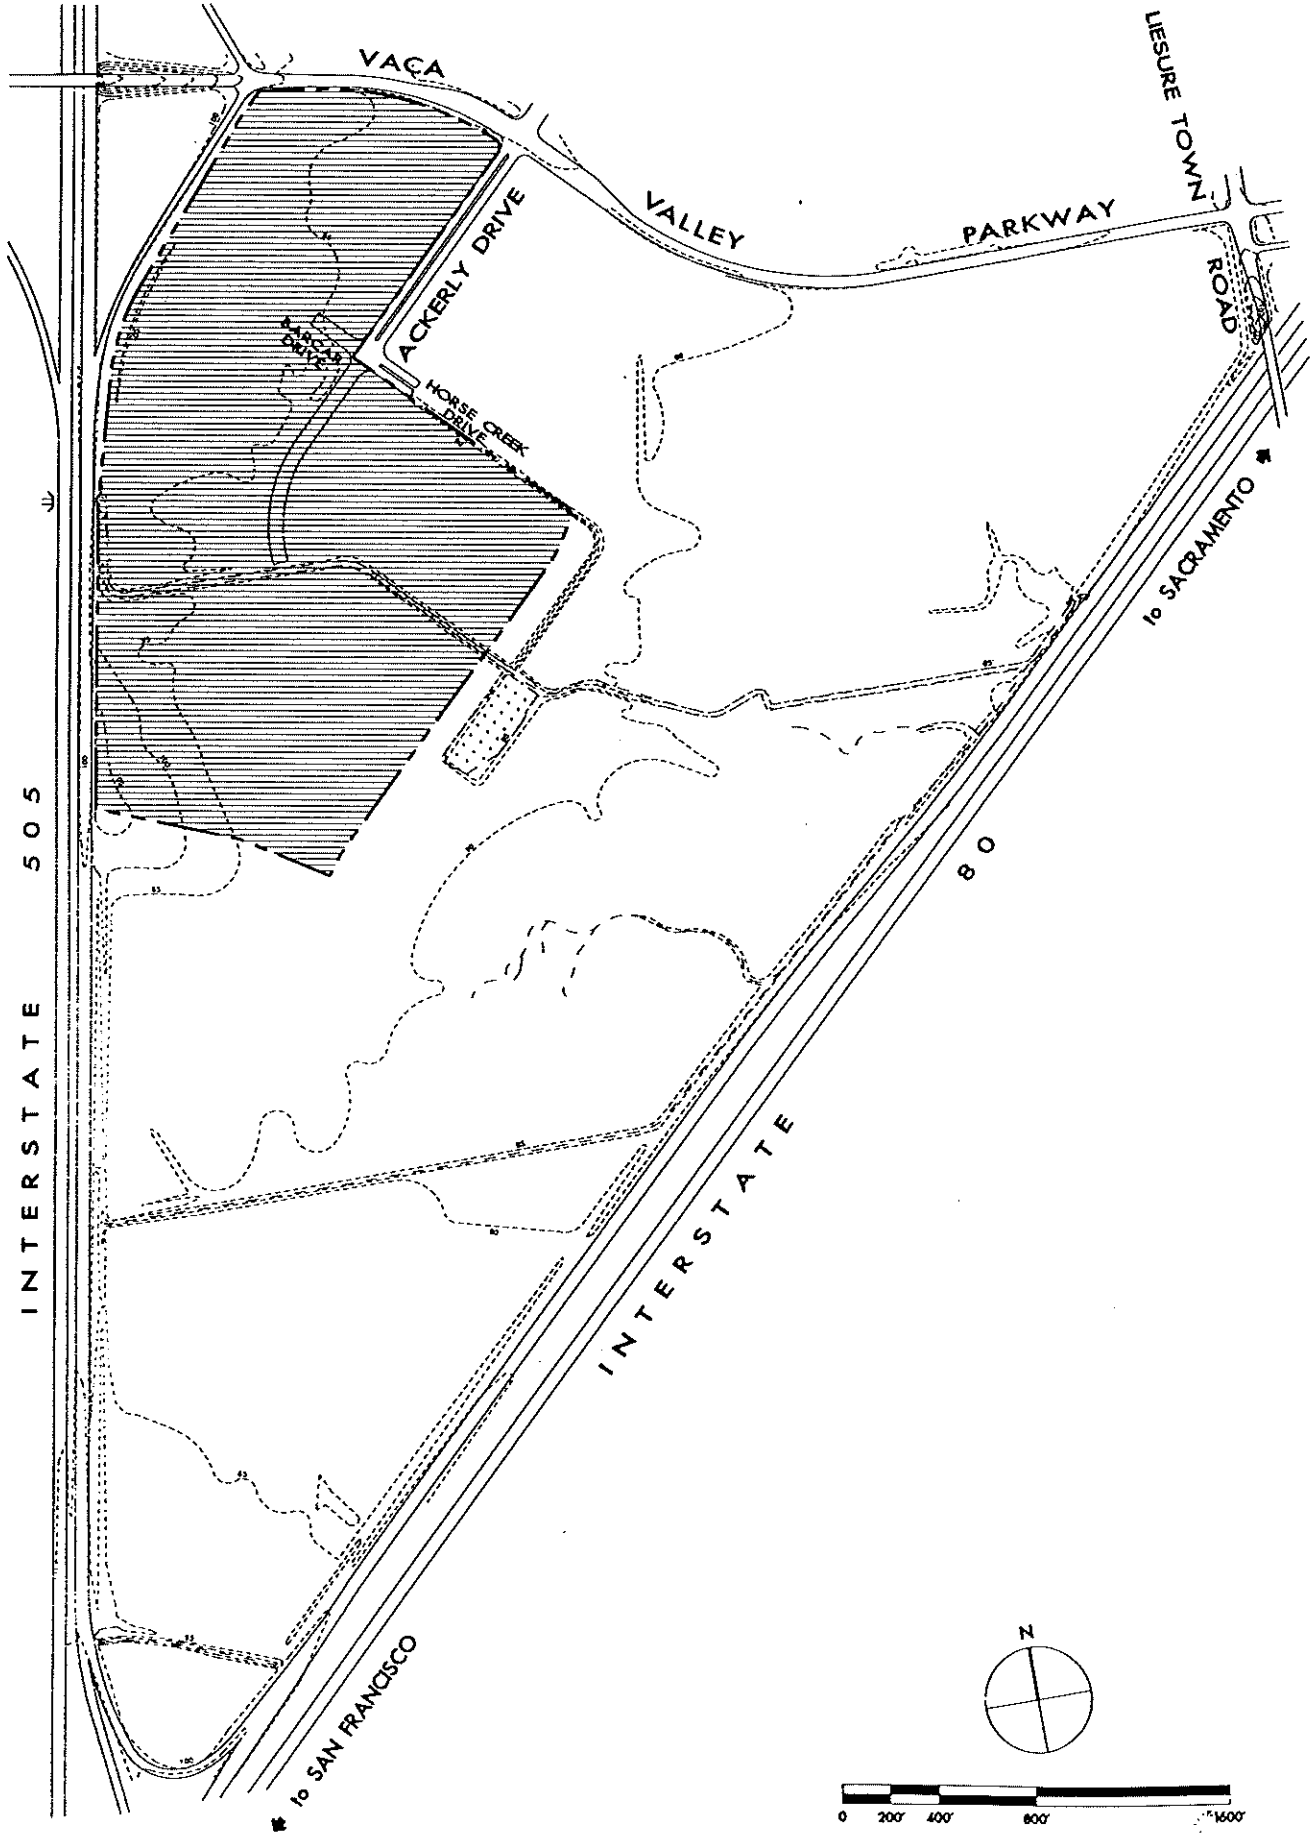 VACA
VALLEY
PARKWAY
LIESURE TOWN
ROAD
ACKERLY DRIVE
DRIVE
HORSE CREEK
DRIVE
to SACRAMENTO
INTERSTATE 505
INTERSTATE 80
to SAN FRANCISCO
N
0 200' 400' 800' 1600'